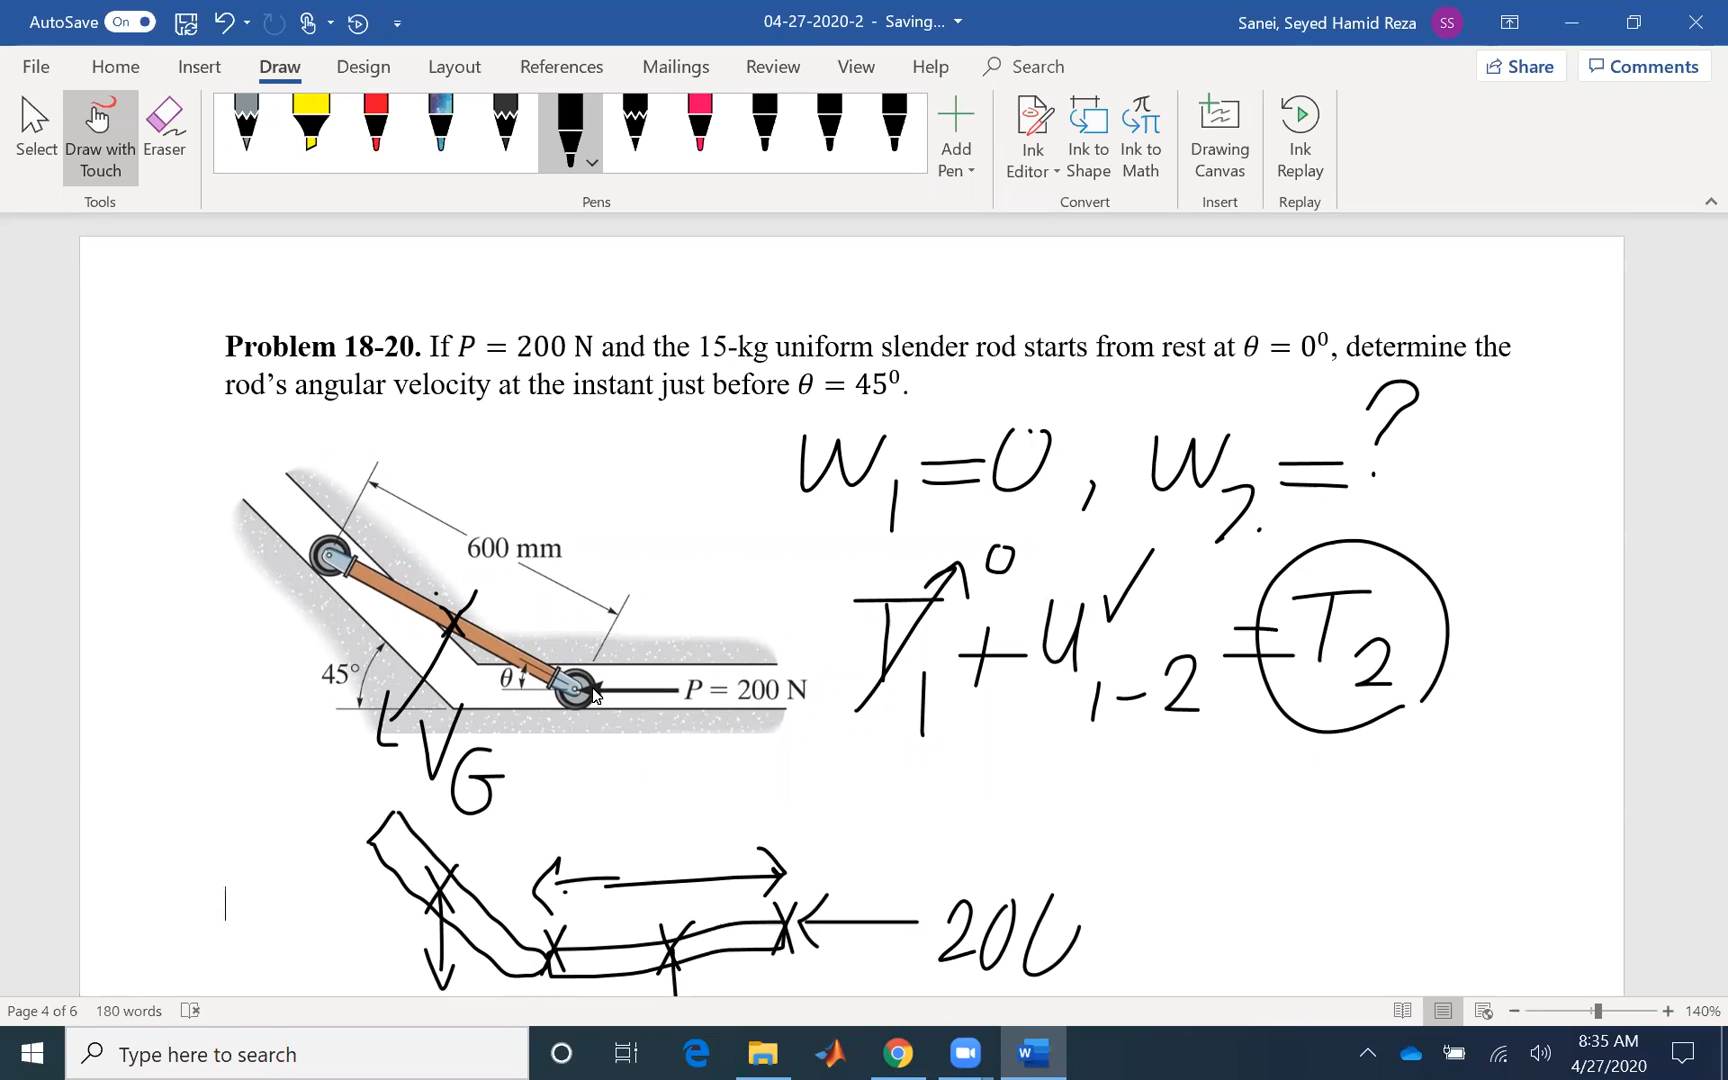 AutoSave On 04-27-2020-2 - Saving... Sanei, Seyed Hamid Reza SS
File Home Insert Draw Design Layout References Mailings Review View Help Search Share Comments
Select Draw with Touch Eraser Add Pen Ink Editor Ink to Shape Ink to Math Drawing Canvas Ink Replay
Tools Pens Convert Insert Replay
Problem 18-20. If P = 200 N and the 15-kg uniform slender rod starts from rest at θ = 0⁰, determine the
rod's angular velocity at the instant just before θ = 45⁰.
W₁ = 0 , W₂ = ?
600 mm
T₁ 0 + U₁₋₂ = T₂
45°
θ
P = 200 N
VG
200
Page 4 of 6 180 words 140%
Type here to search
8:35 AM
4/27/2020